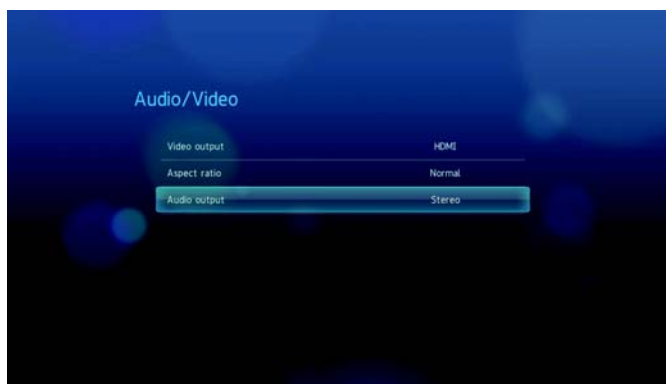 Audio/Video
Video output HDMI
Aspect ratio Normal
Audio output Stereo